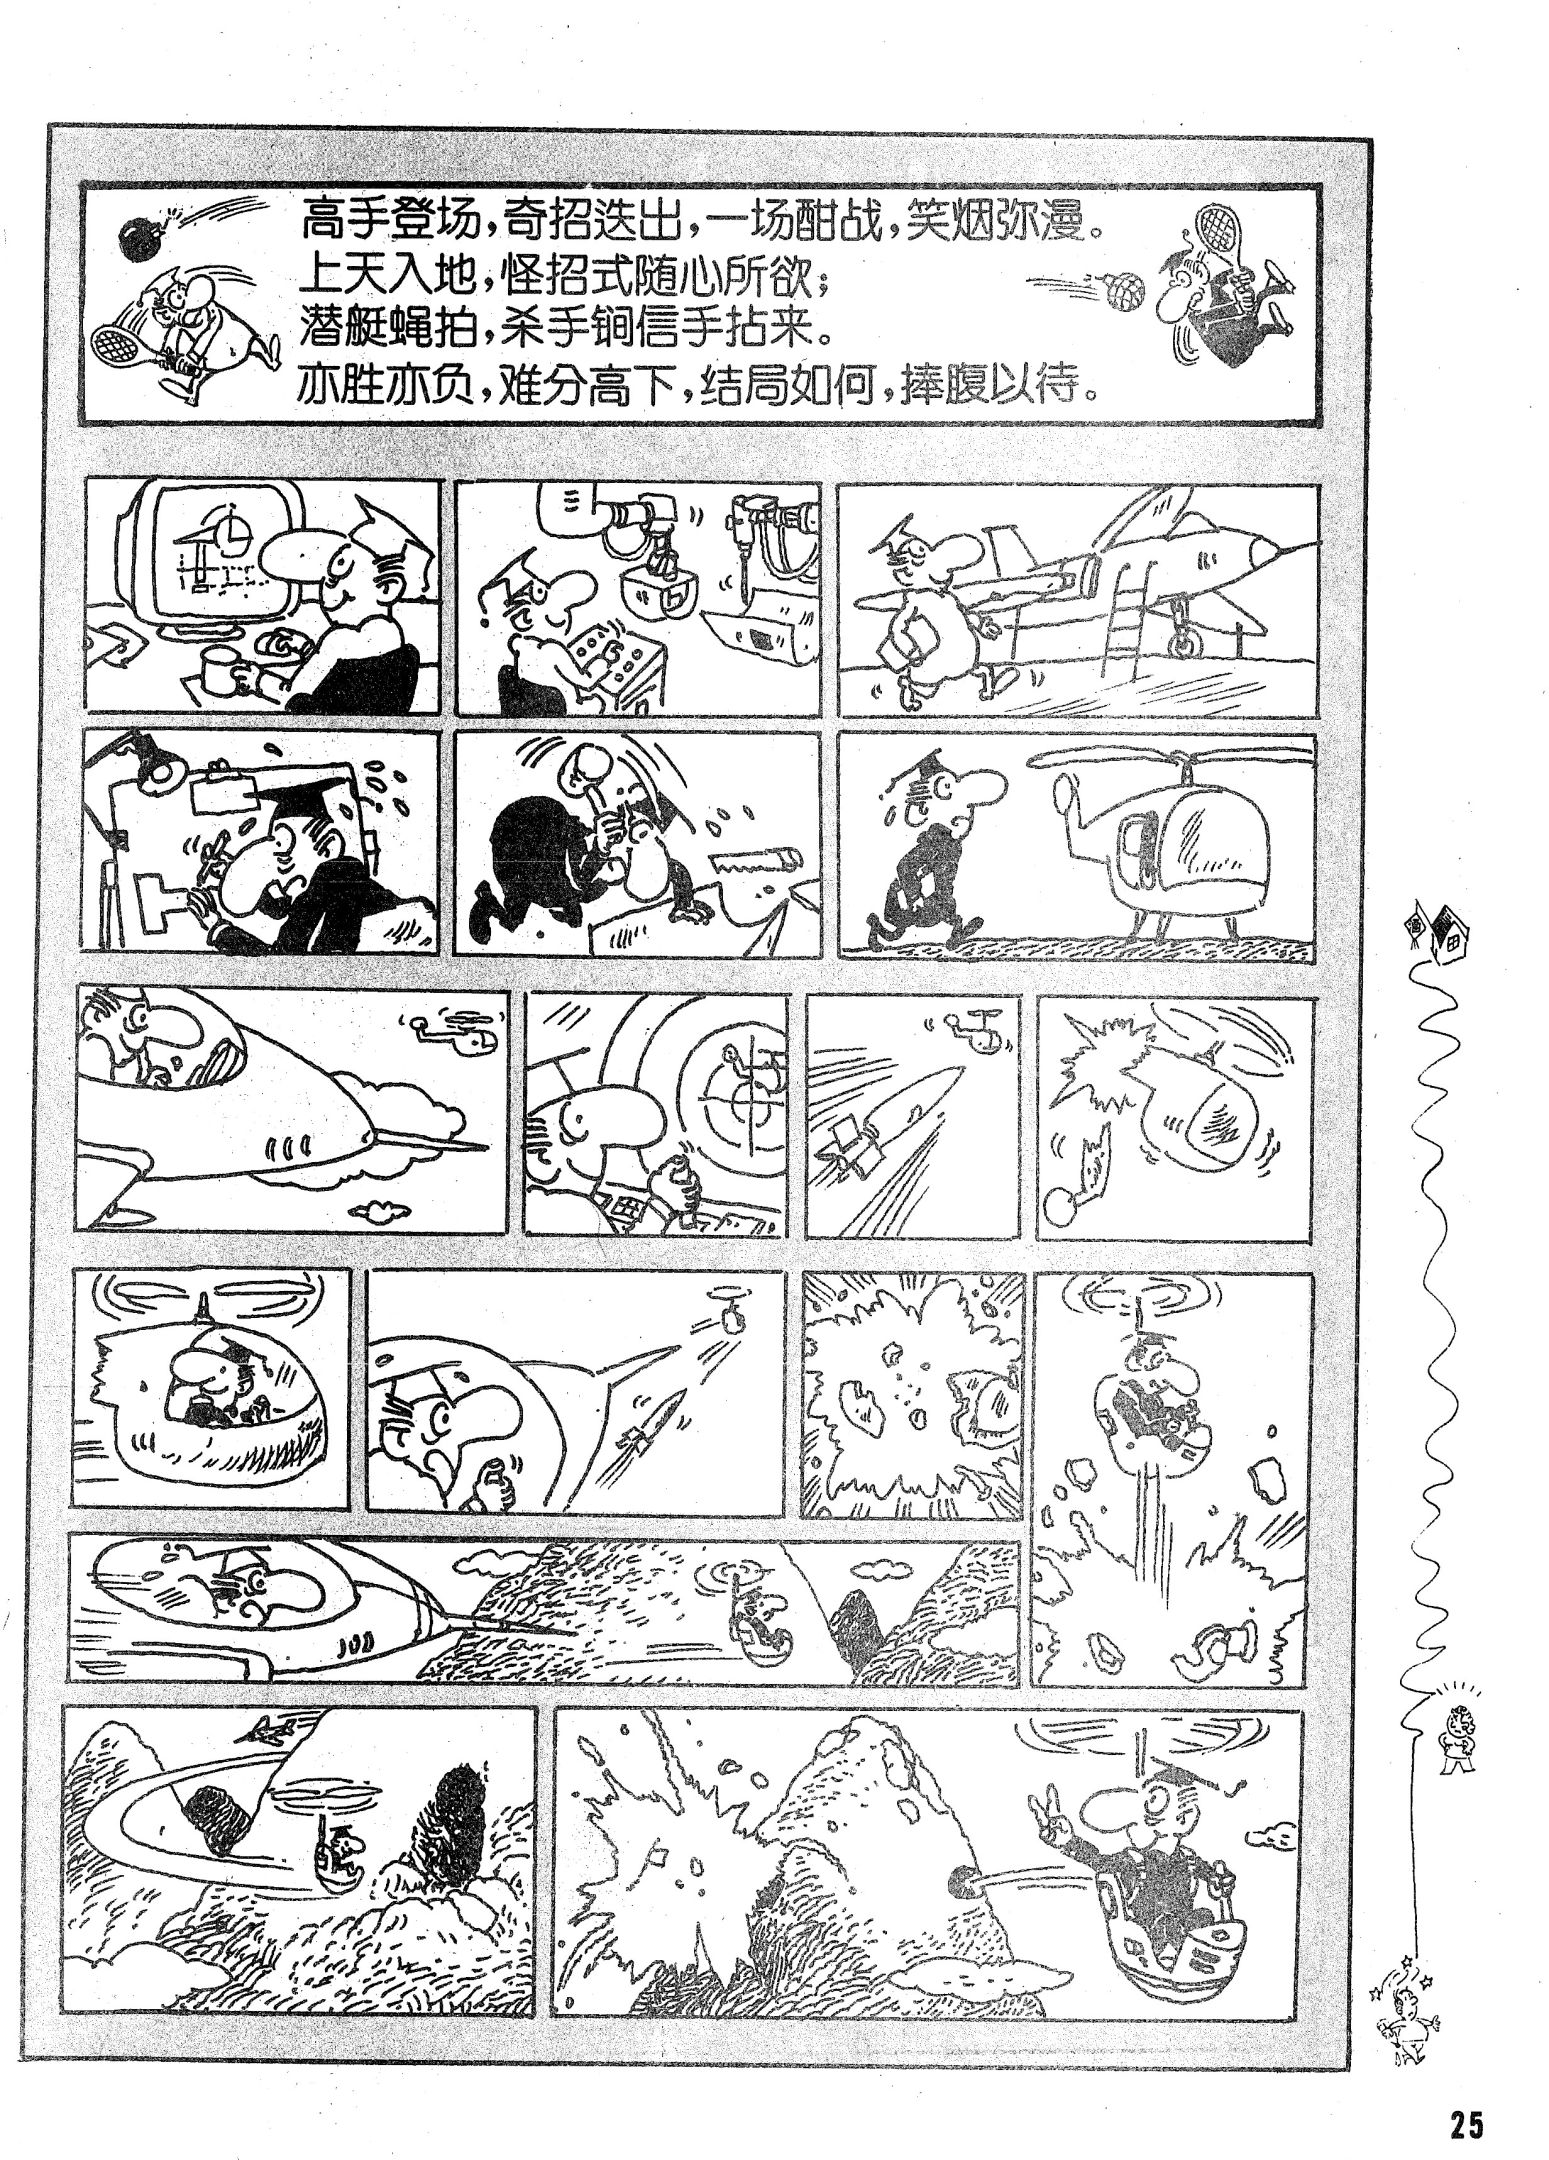 高手登场,奇招迭出,一场酣战,笑烟弥漫。
上天入地,怪招式随心所欲;
潜艇蝇拍,杀手锏信手拈来。
亦胜亦负,难分高下,结局如何,捧腹以待。
25